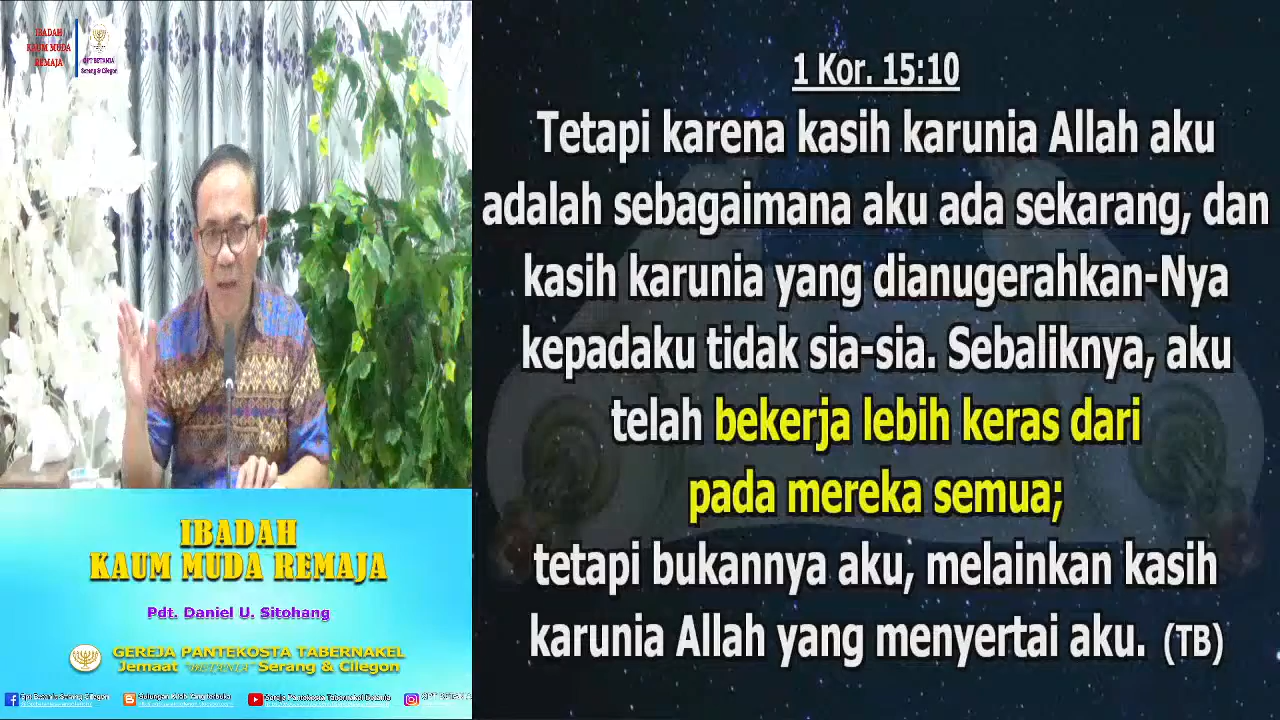 IBADAH
KAUM MUDA
REMAJA
GPT BETANIA
Serang & Cilegon
1 Kor. 15:10
Tetapi karena kasih karunia Allah aku
adalah sebagaimana aku ada sekarang, dan
kasih karunia yang dianugerahkan-Nya
kepadaku tidak sia-sia. Sebaliknya, aku
telah bekerja lebih keras dari
pada mereka semua;
tetapi bukannya aku, melainkan kasih
karunia Allah yang menyertai aku. (TB)
IBADAH
KAUM MUDA REMAJA
Pdt. Daniel U. Sitohang
GEREJA PANTEKOSTA TABERNAKEL
Jemaat "BETANIA" Serang & Cilegon